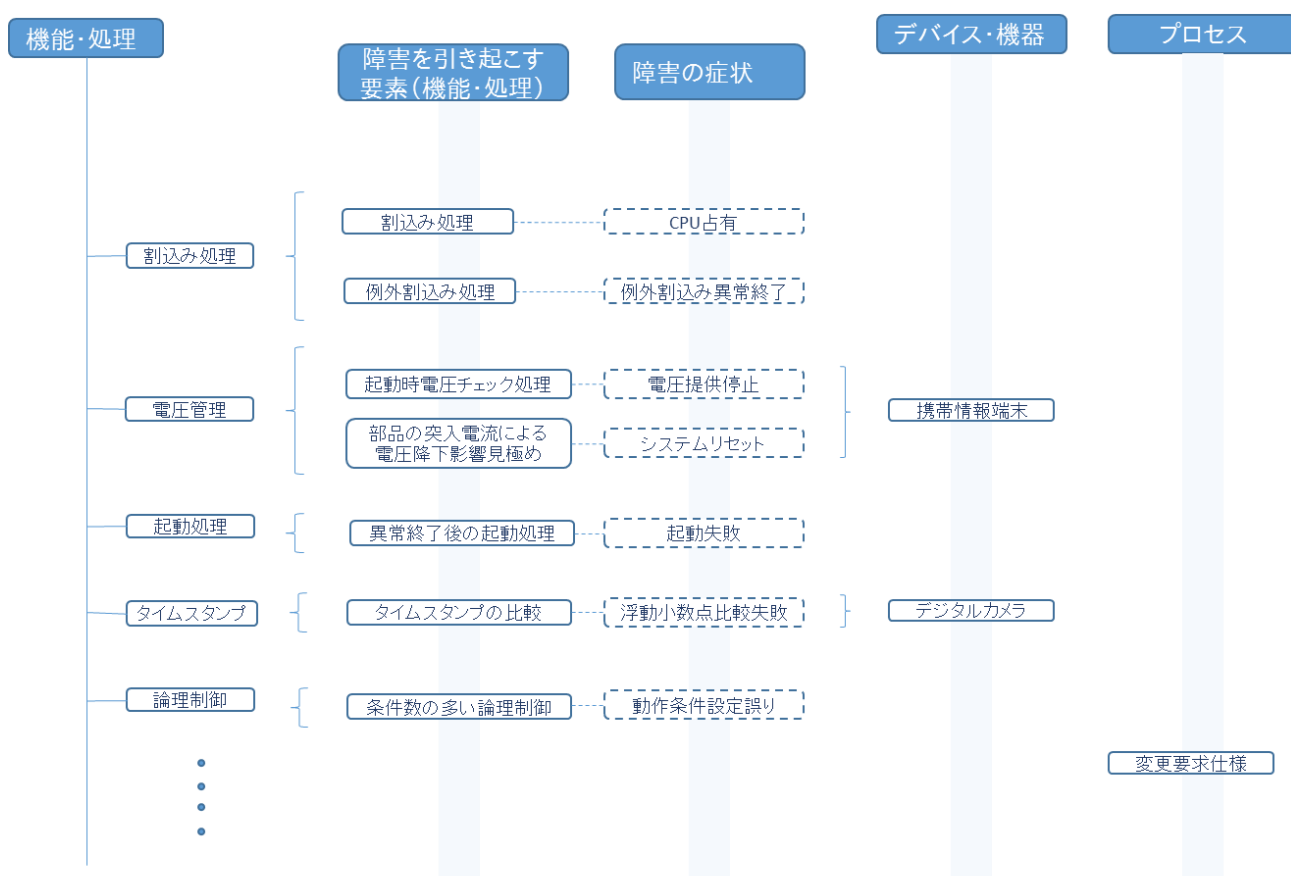 機能・処理
障害を引き起こす
要素(機能・処理)
障害の症状
デバイス・機器
プロセス
割込み処理
割込み処理
CPU占有
例外割込み処理
例外割込み異常終了
電圧管理
起動時電圧チェック処理
電圧提供停止
部品の突入電流による
電圧降下影響見極め
システムリセット
携帯情報端末
起動処理
異常終了後の起動処理
起動失敗
タイムスタンプ
タイムスタンプの比較
浮動小数点比較失敗
デジタルカメラ
論理制御
条件数の多い論理制御
動作条件設定誤り
変更要求仕様